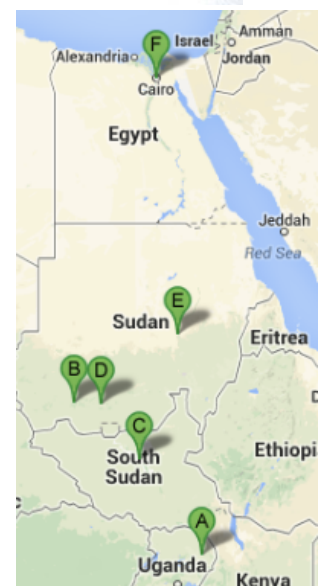 F
Israel
Amman
Alexandria
Jordan
Cairo
Egypt
Jeddah
Red Sea
E
Sudan
Eritrea
B
D
C
South
Sudan
Ethiopi
A
Uganda
Kenya